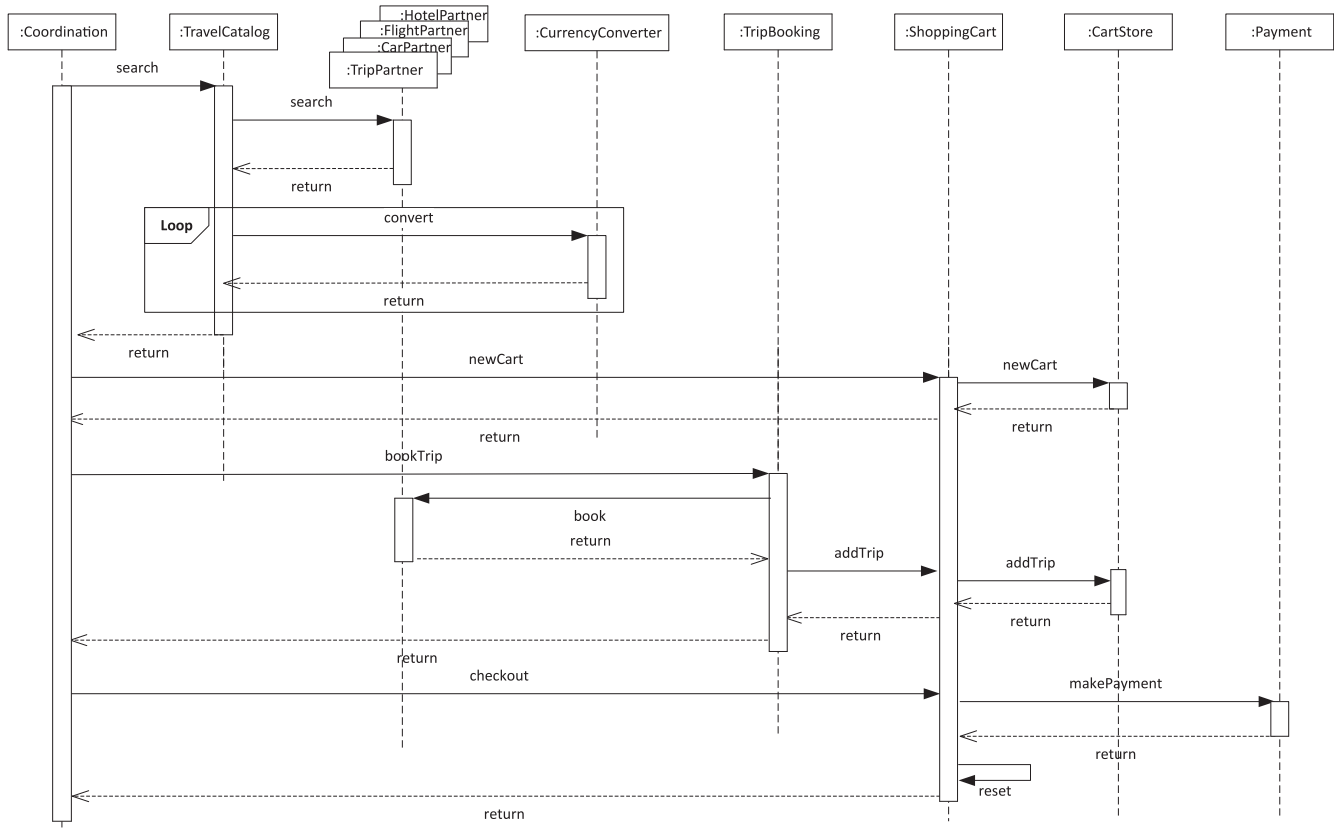 :HotelPartner
:FlightPartner
:CarPartner
:TripPartner
:Coordination
:TravelCatalog
:CurrencyConverter
:TripBooking
:ShoppingCart
:CartStore
:Payment
search
search
return
Loop
convert
return
return
newCart
newCart
return
return
bookTrip
book
return
addTrip
addTrip
return
return
return
checkout
makePayment
return
reset
return